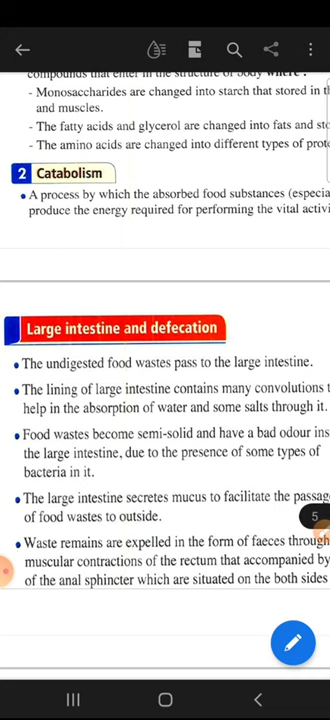 compounds that enter in the structure of body where :
- Monosaccharides are changed into starch that stored in
and muscles.
- The fatty acids and glycerol are changed into fats and
- The amino acids are changed into different types of
2 Catabolism
• A process by which the absorbed food substances
produce the energy required for performing the vital
Large intestine and defecation
• The undigested food wastes pass to the large intestine.
• The lining of large intestine contains many convolutions
help in the absorption of water and some salts through it.
• Food wastes become semi-solid and have a bad odour
the large intestine, due to the presence of some types of
bacteria in it.
• The large intestine secretes mucus to facilitate the
of food wastes to outside.
5
• Waste remains are expelled in the form of faeces through
muscular contractions of the rectum that accompanied by
of the anal sphincter which are situated on the both sides